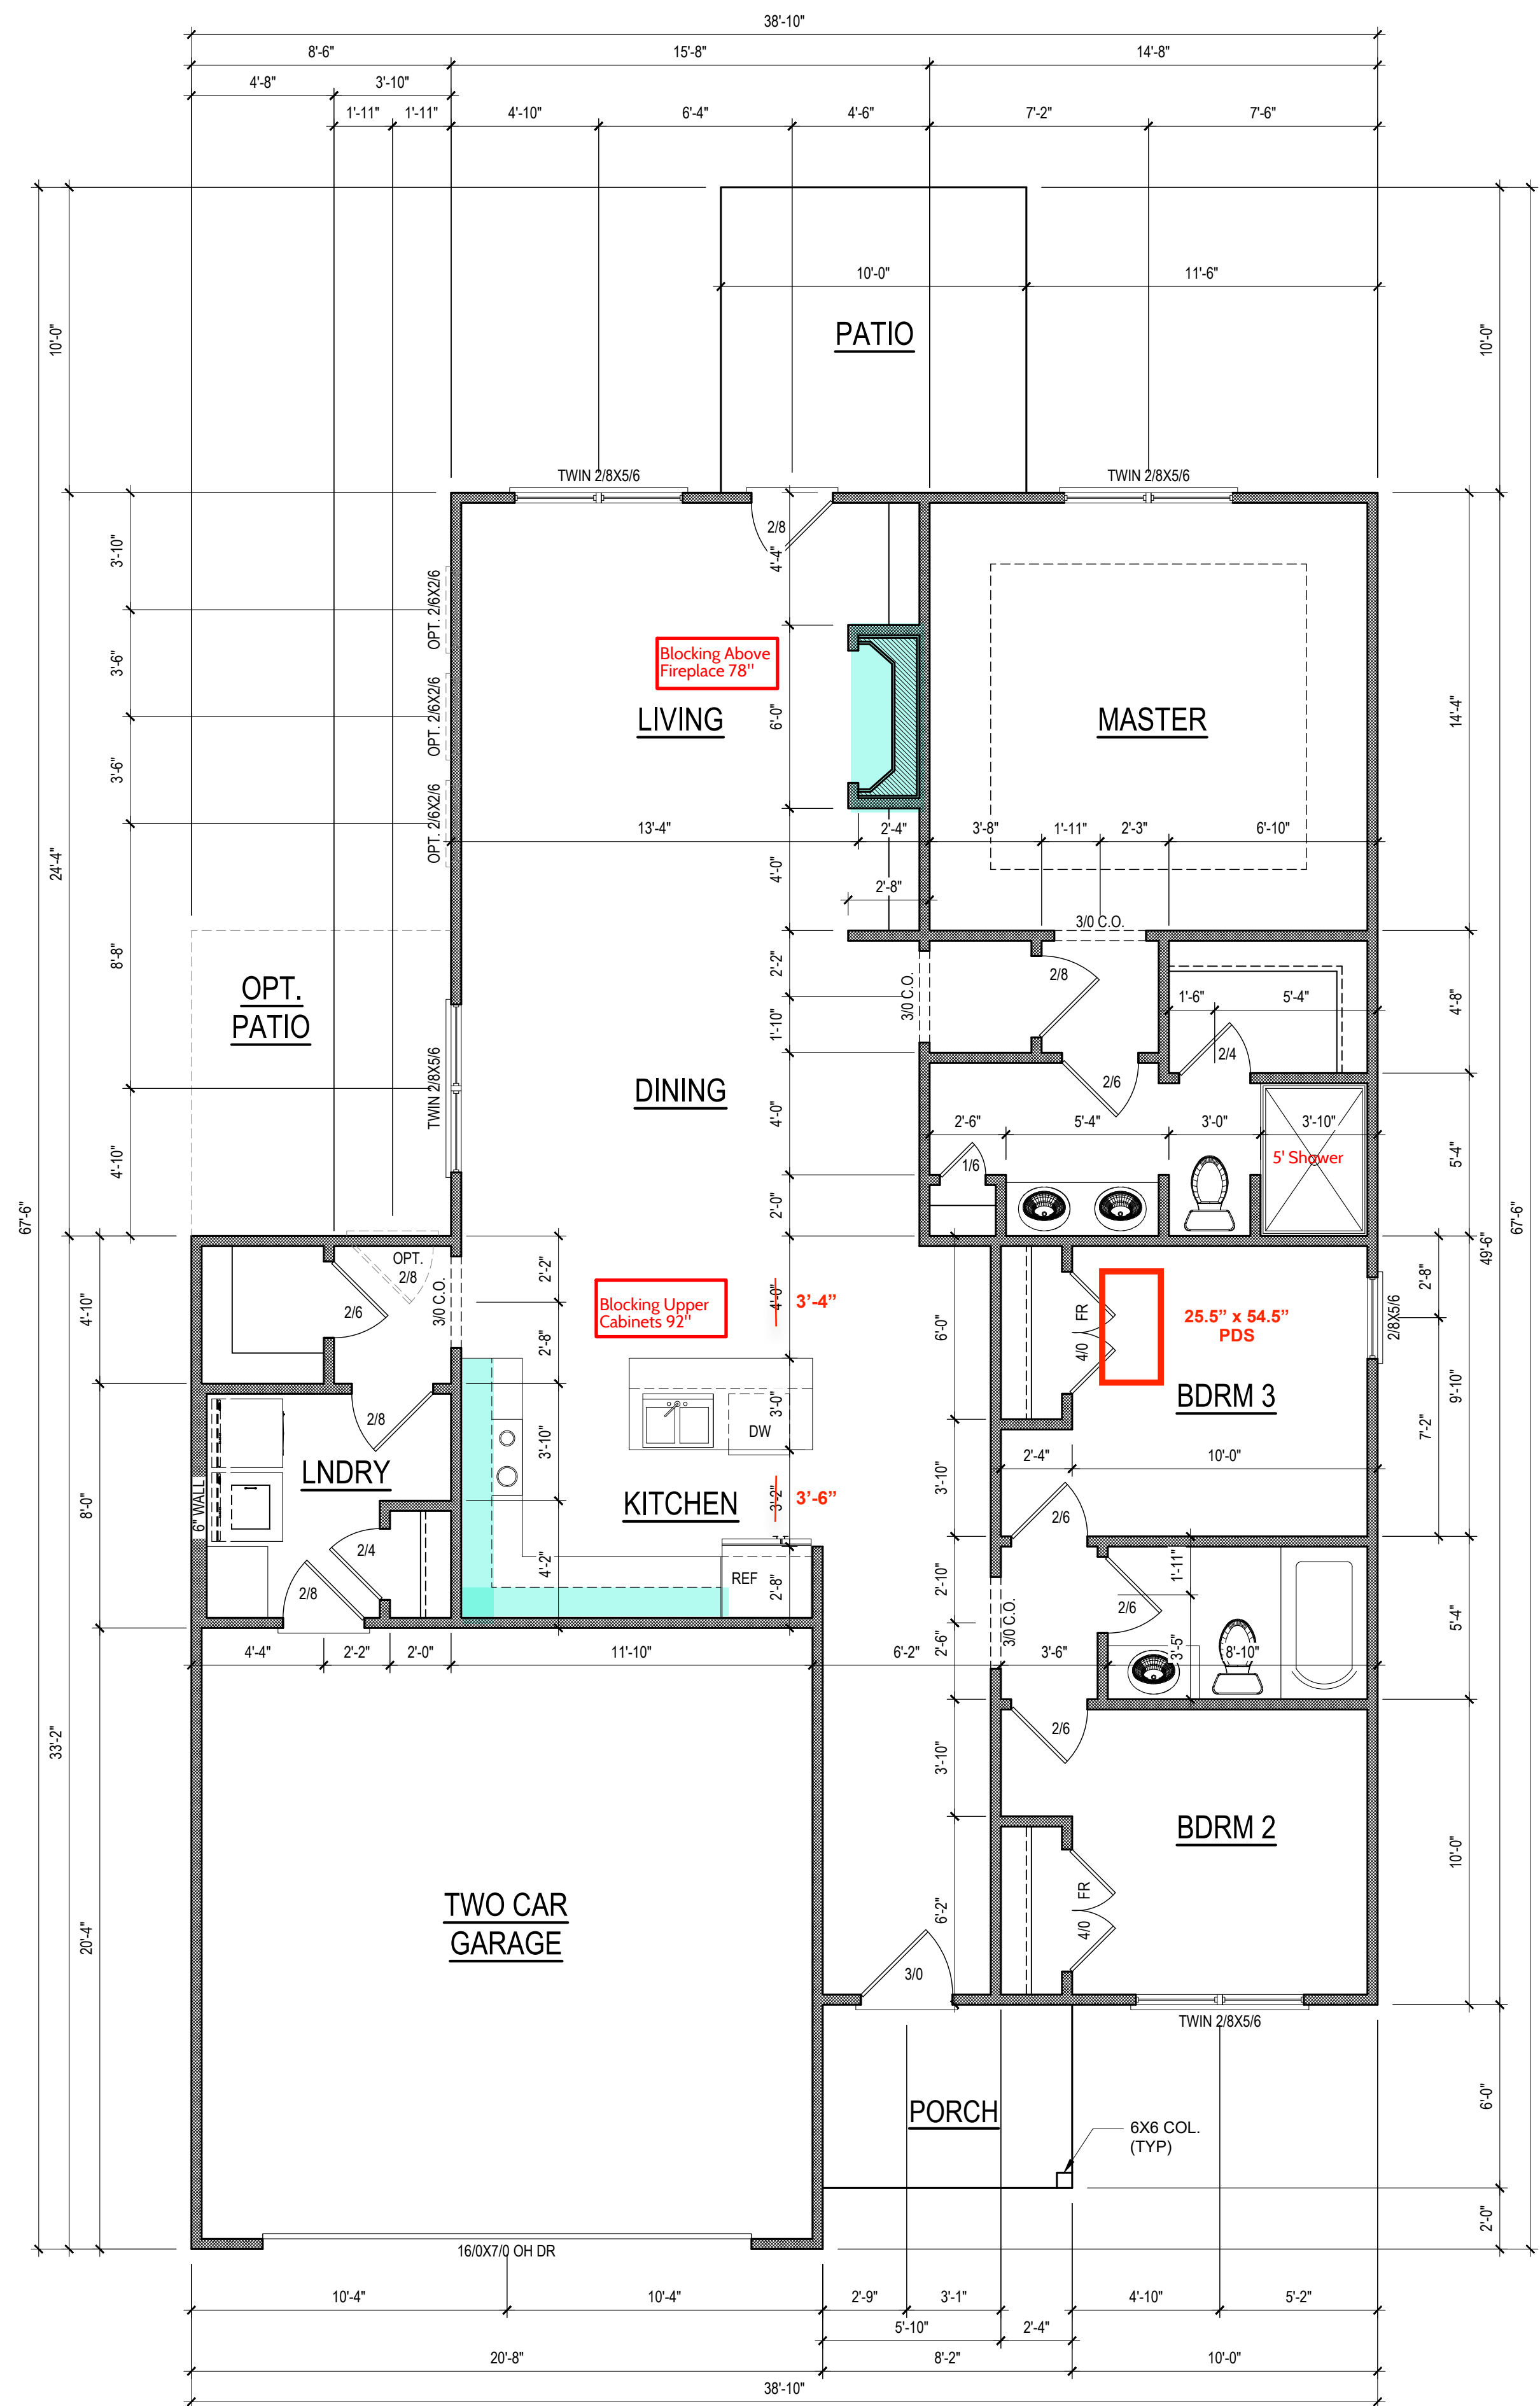 38'-10"
8'-6"
15'-8"
14'-8"
4'-8"
3'-10"
1'-11"
1'-11"
4'-10"
6'-4"
4'-6"
7'-2"
7'-6"
10'-0"
11'-6"
PATIO
10'-0"
10'-0"
TWIN 2/8X5/6
TWIN 2/8X5/6
2/8
4'-4"
3'-10"
OPT. 2/6X2/6
Blocking Above
Fireplace 78"
3'-6"
OPT. 2/6X2/6
LIVING
6'-0"
MASTER
14'-4"
3'-6"
OPT. 2/6X2/6
13'-4"
2'-4"
3'-8"
1'-11"
2'-3"
6'-10"
24'-4"
4'-0"
2'-8"
3/0 C.O.
8'-8"
2'-2"
2/8
OPT.
PATIO
3/0 C.O.
1'-6"
5'-4"
4'-8"
1'-10"
2/4
TWIN 2/8X5/6
DINING
2/6
4'-0"
2'-6"
5'-4"
3'-0"
3'-10"
4'-10"
1/6
5' Shower
5'-4"
67'-6"
2'-0"
67'-6"
49'-6"
OPT.
2/8
2'-2"
2'-8"
4'-10"
2/6
3/0 C.O.
Blocking Upper
Cabinets 92"
4'-0"
3'-4"
6'-0"
FR
4/0
25.5" x 54.5"
PDS
2/8X5/6
2'-8"
BDRM 3
9'-10"
2/8
3'-0"
DW
7'-2"
3'-10"
LNDRY
2'-4"
10'-0"
8'-0"
6" WALL
KITCHEN
3'-2"
3'-6"
3'-10"
2/6
2/4
4'-2"
REF
2'-8"
2'-10"
1'-11"
2/8
3/0 C.O.
2/6
5'-4"
4'-4"
2'-2"
2'-0"
11'-10"
6'-2"
2'-6"
3'-6"
3'-5"
8'-10"
33'-2"
2/6
3'-10"
BDRM 2
10'-0"
TWO CAR
GARAGE
FR
4/0
6'-2"
20'-4"
3/0
TWIN 2/8X5/6
PORCH
6'-0"
6X6 COL.
(TYP)
2'-0"
16/0X7/0 OH DR
10'-4"
10'-4"
2'-9"
3'-1"
4'-10"
5'-2"
5'-10"
2'-4"
20'-8"
8'-2"
10'-0"
38'-10"